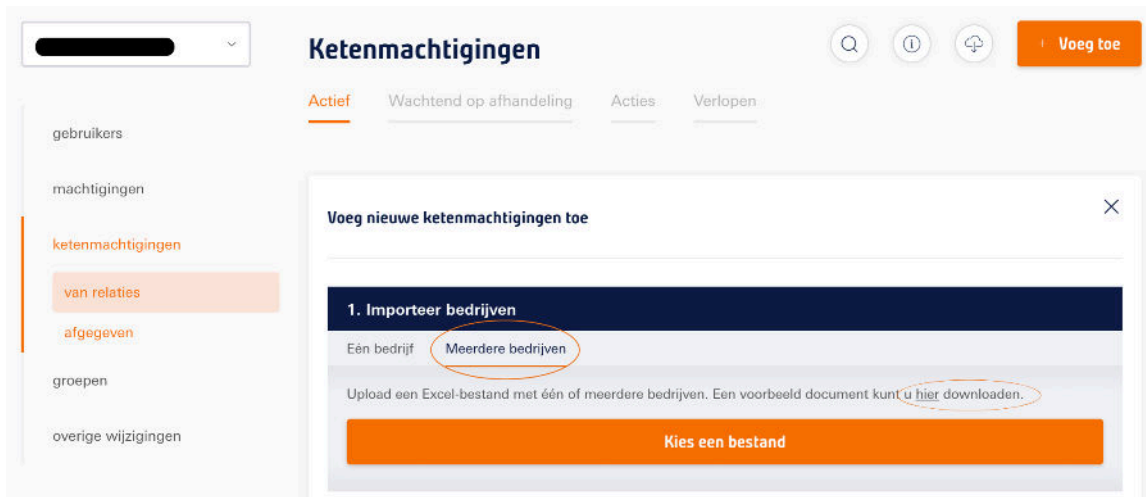 Ketenmachtigingen
Voeg toe
Actief Wachtend op afhandeling Acties Verlopen
gebruikers
machtigingen
ketenmachtigingen
van relaties
afgegeven
groepen
overige wijzigingen
Voeg nieuwe ketenmachtigingen toe
1. Importeer bedrijven
Eén bedrijf Meerdere bedrijven
Upload een Excel-bestand met één of meerdere bedrijven. Een voorbeeld document kunt u hier downloaden.
Kies een bestand